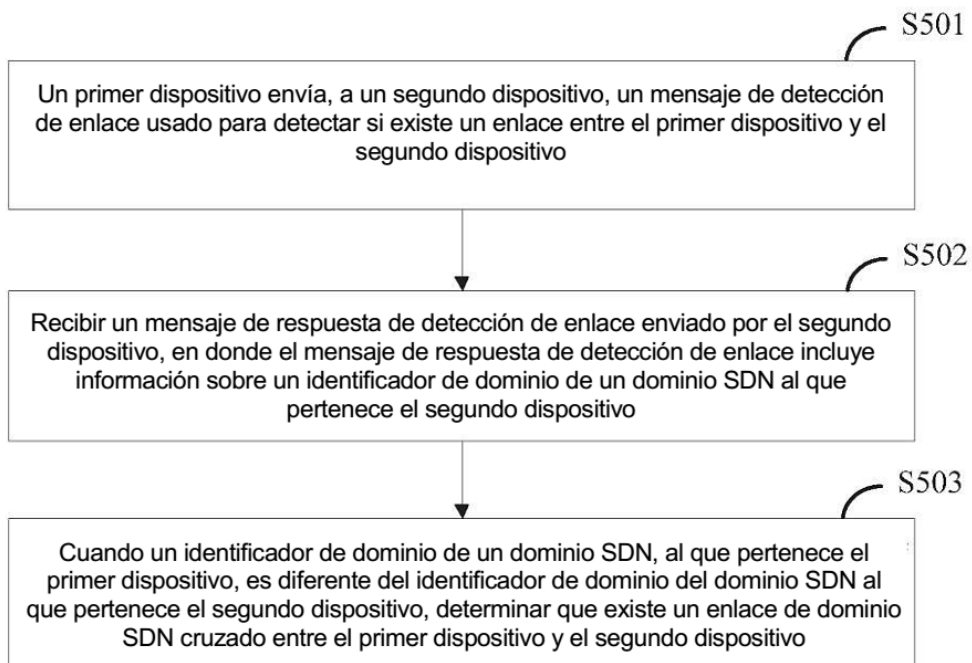 S501
Un primer dispositivo envía, a un segundo dispositivo, un mensaje de detección
de enlace usado para detectar si existe un enlace entre el primer dispositivo y el
segundo dispositivo
S502
Recibir un mensaje de respuesta de detección de enlace enviado por el segundo
dispositivo, en donde el mensaje de respuesta de detección de enlace incluye
información sobre un identificador de dominio de un dominio SDN al que
pertenece el segundo dispositivo
S503
Cuando un identificador de dominio de un dominio SDN, al que pertenece el
primer dispositivo, es diferente del identificador de dominio del dominio SDN al
que pertenece el segundo dispositivo, determinar que existe un enlace de dominio
SDN cruzado entre el primer dispositivo y el segundo dispositivo